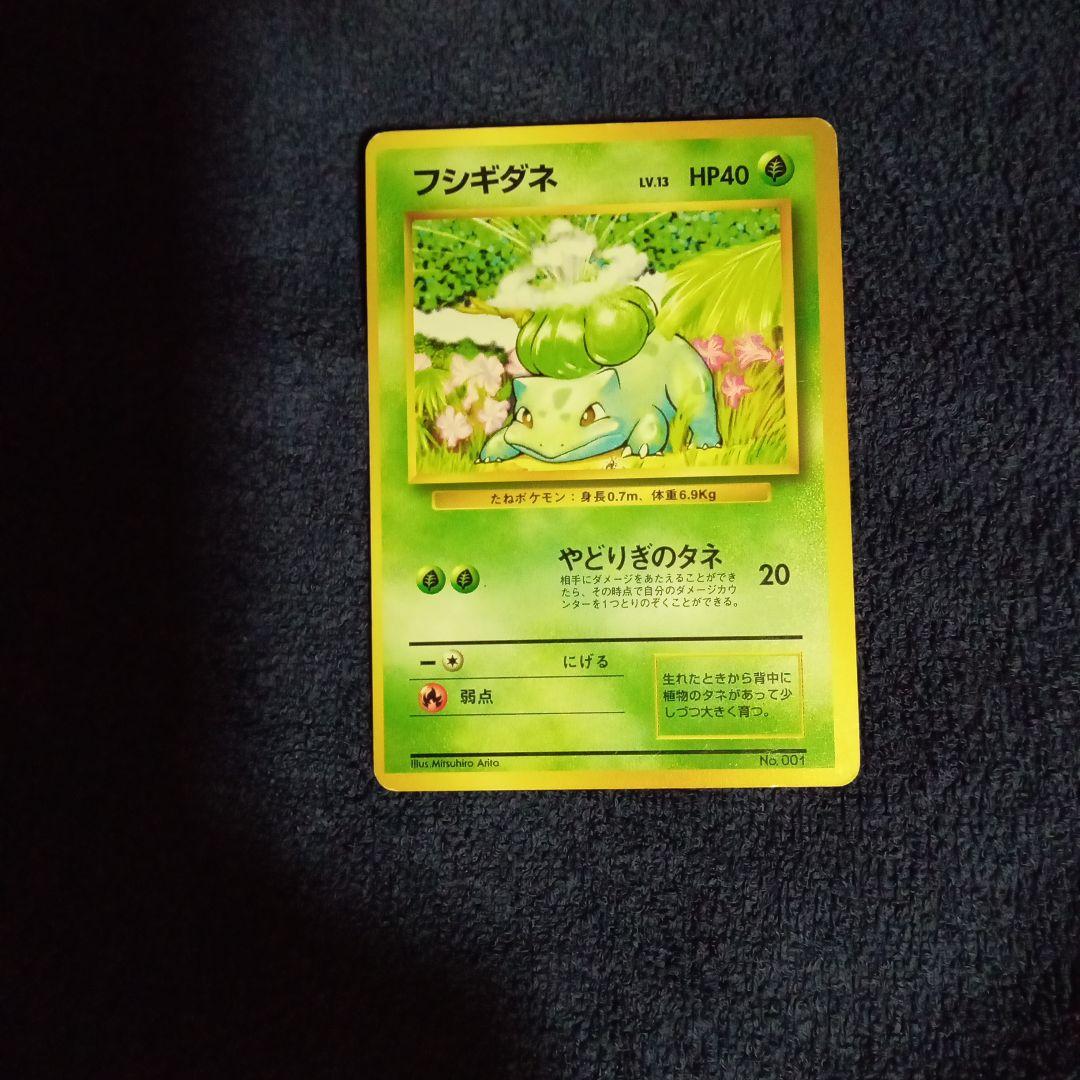 フシギダネ LV.13 HP40
たねポケモン：身長0.7m、体重6.9Kg
やどりぎのタネ 20
相手にダメージをあたえることができ
たら、その時点で自分のダメージカウ
ンターを1つとりのぞくことができる。
ー にげる
弱点
生れたときから背中に
植物のタネがあって少
しづつ大きく育つ。
Illus.Mitsuhiro Arita No.001